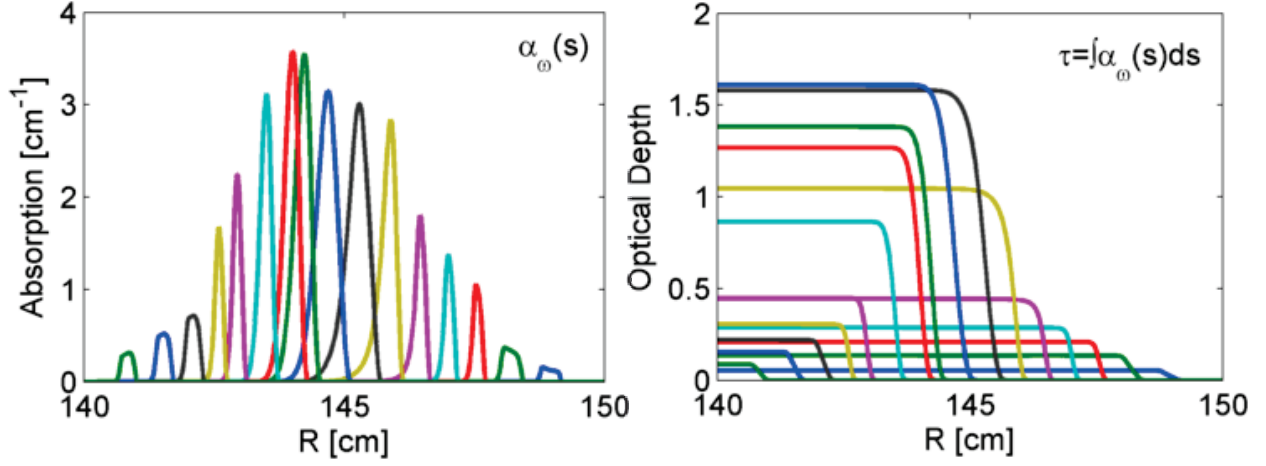 Absorption [cm⁻¹]
4
3
2
1
0
140
145
150
R [cm]
α_ω(s)
Optical Depth
2
1.5
1
0.5
0
140
145
150
R [cm]
τ=∫α_ω(s)ds